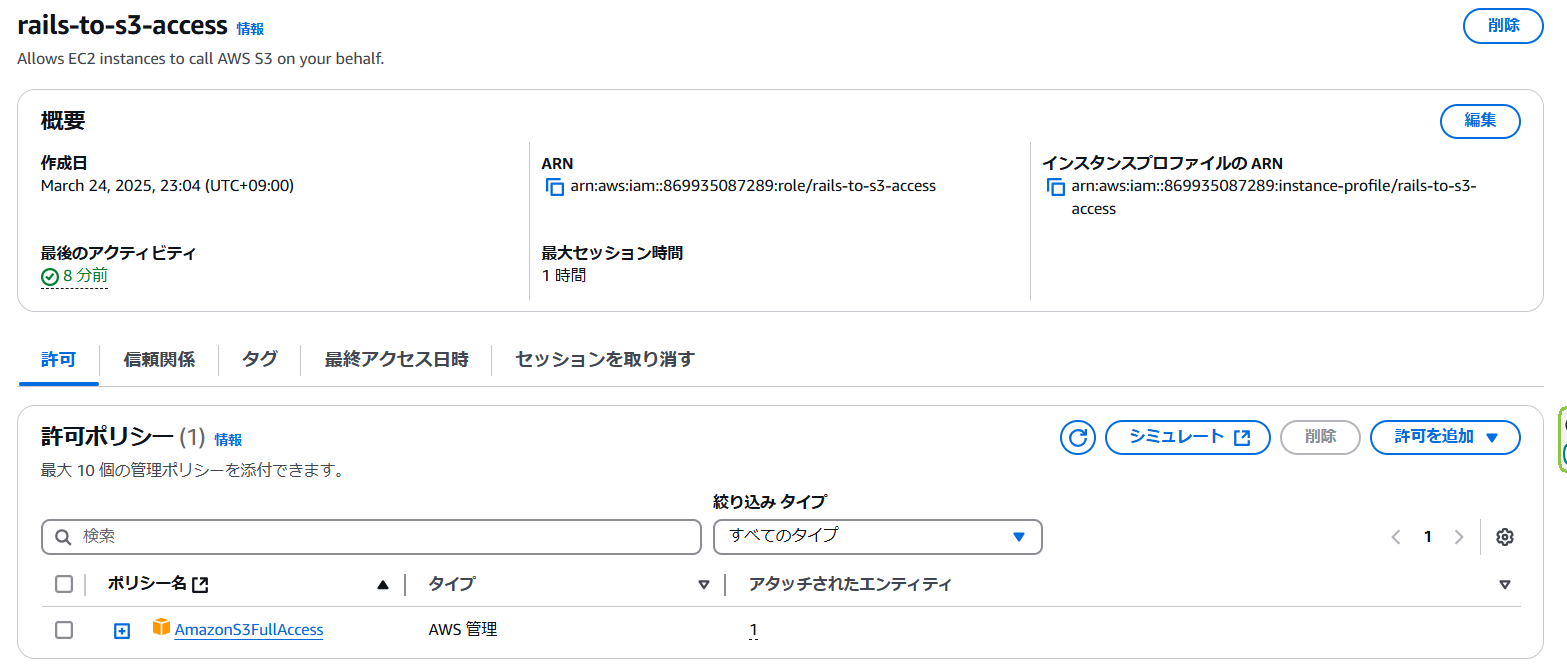 rails-to-s3-access 情報
削除
Allows EC2 instances to call AWS S3 on your behalf.
概要
編集
作成日
March 24, 2025, 23:04 (UTC+09:00)
ARN
arn:aws:iam::869935087289:role/rails-to-s3-access
インスタンスプロファイルの ARN
arn:aws:iam::869935087289:instance-profile/rails-to-s3-
access
最後のアクティビティ
8 分前
最大セッション時間
1 時間
許可
信頼関係
タグ
最終アクセス日時
セッションを取り消す
許可ポリシー (1) 情報
シミュレート
削除
許可を追加
最大 10 個の管理ポリシーを添付できます。
絞り込み タイプ
検索
すべてのタイプ
1
ポリシー名
タイプ
アタッチされたエンティティ
AmazonS3FullAccess
AWS 管理
1